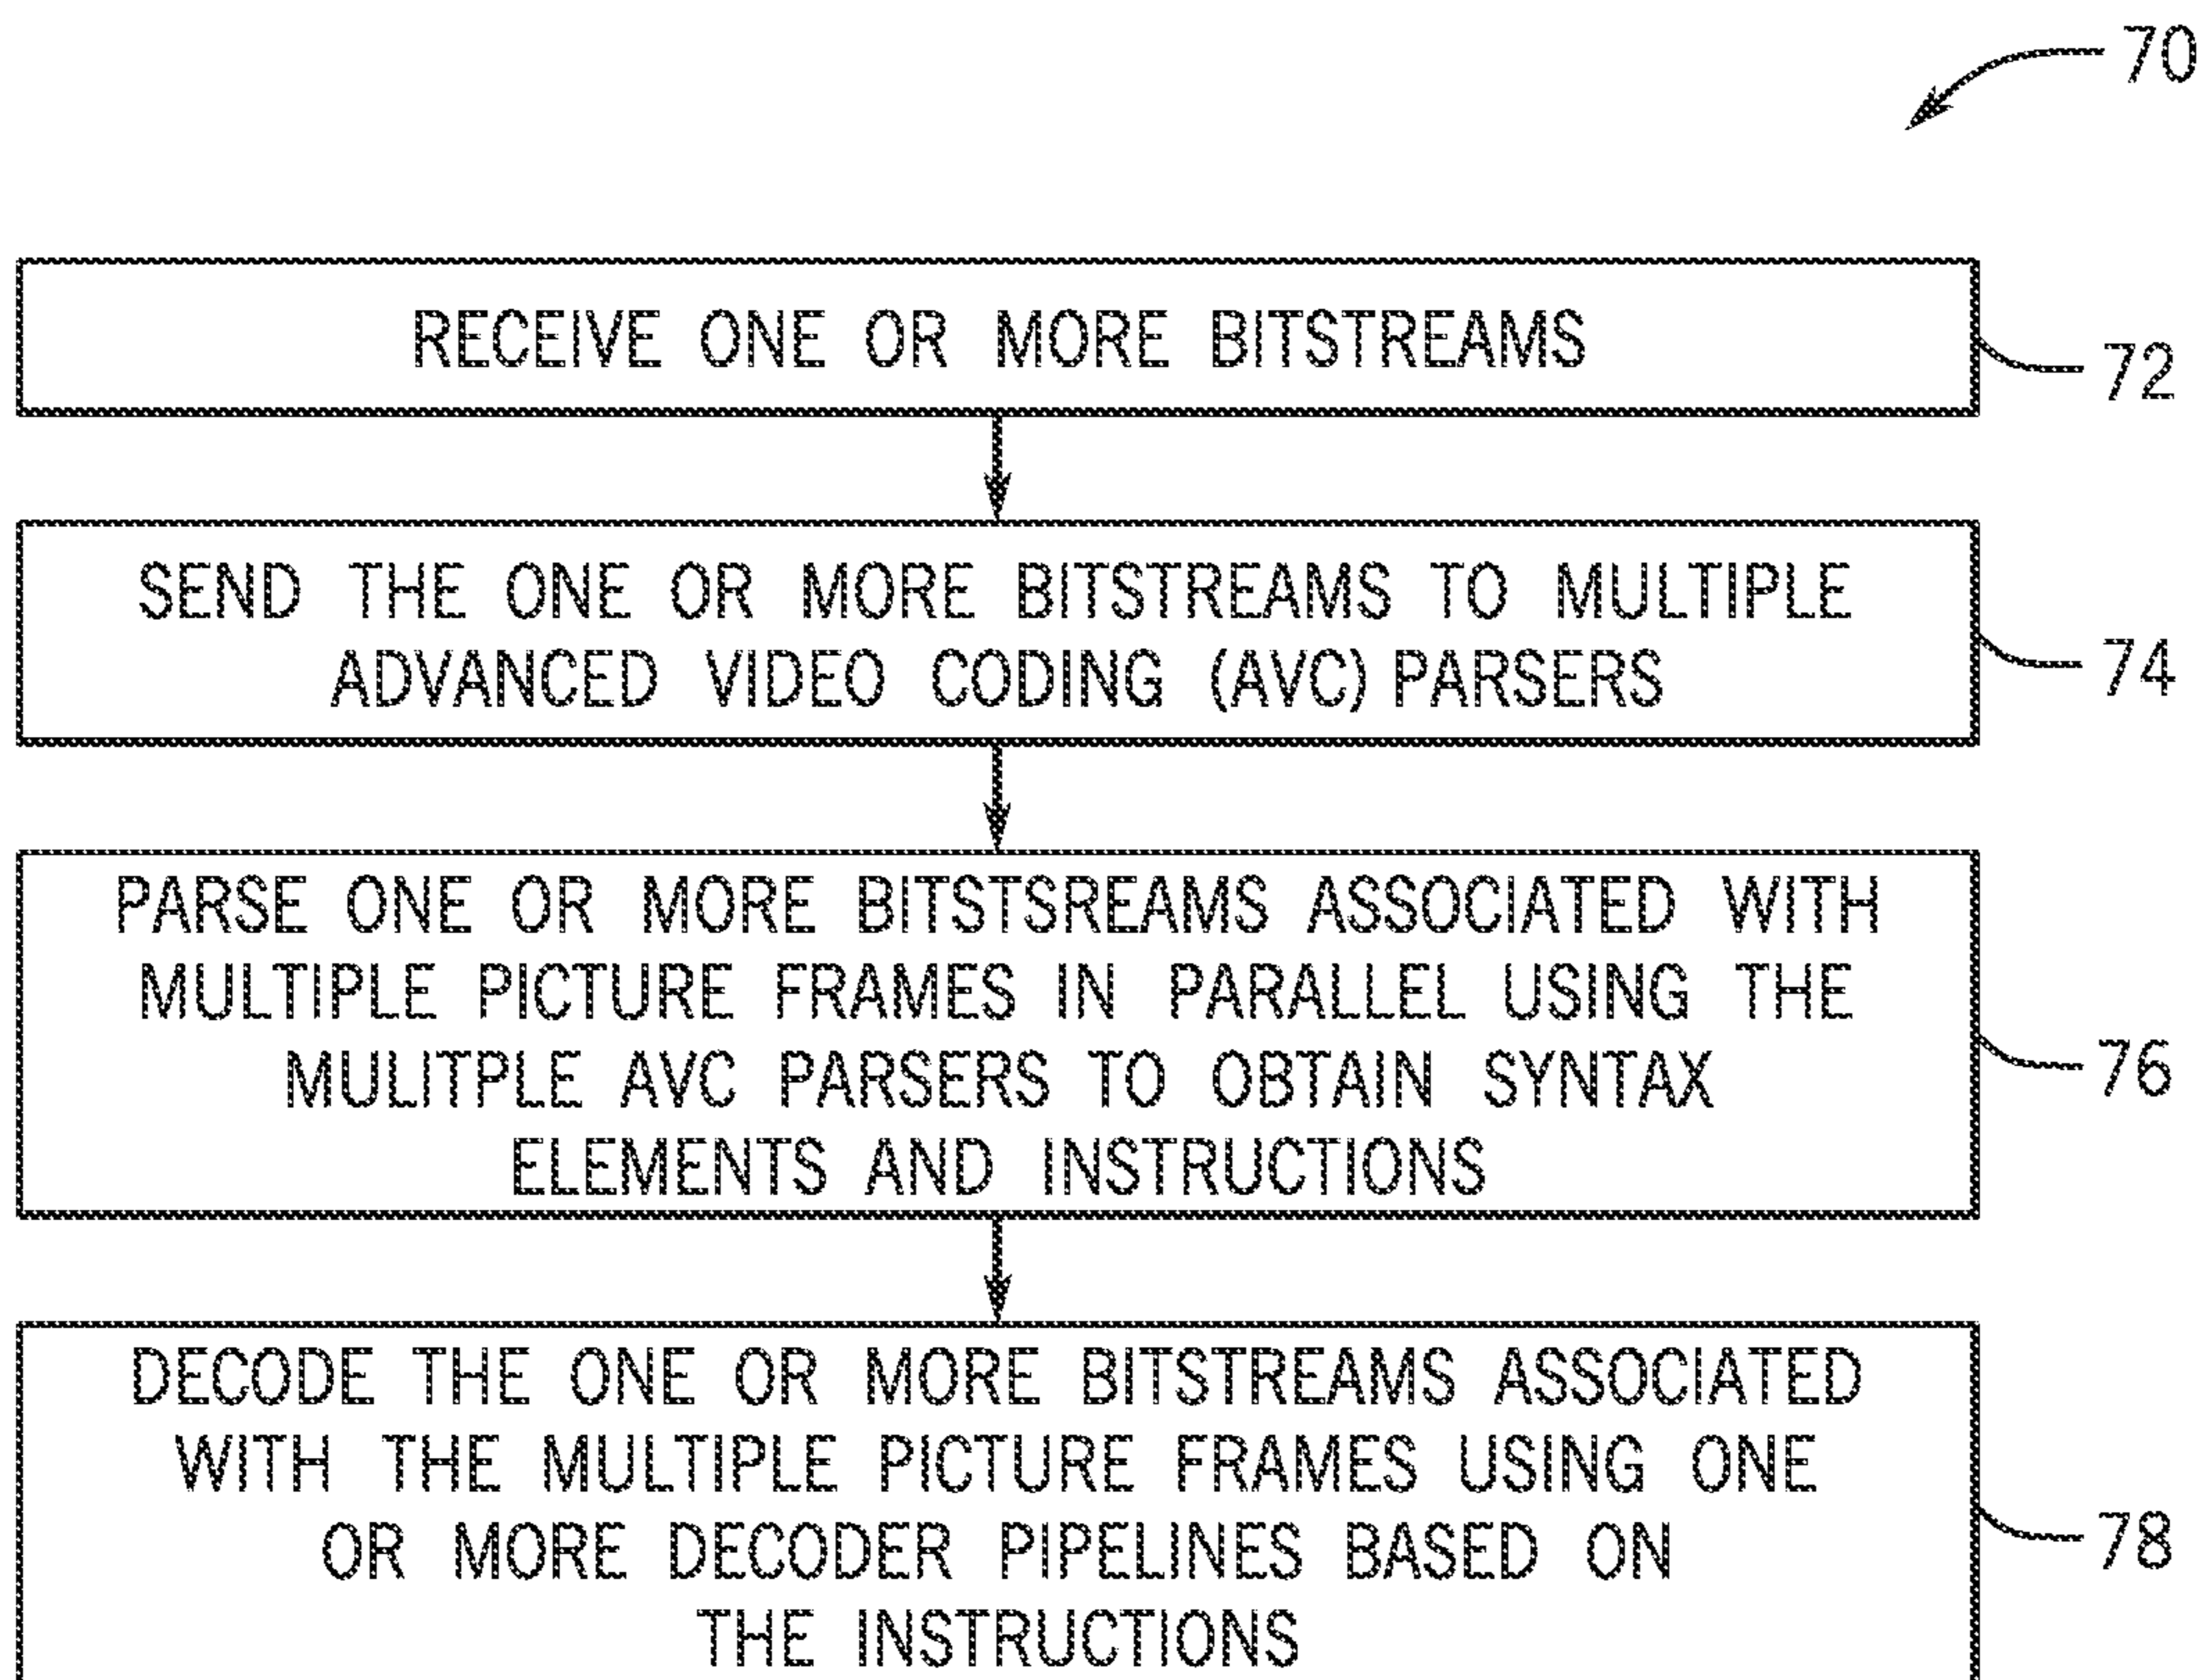 70
RECEIVE ONE OR MORE BITSTREAMS
72
SEND THE ONE OR MORE BITSTREAMS TO MULTIPLE
ADVANCED VIDEO CODING (AVC) PARSERS
74
PARSE ONE OR MORE BITSTSREAMS ASSOCIATED WITH
MULTIPLE PICTURE FRAMES IN PARALLEL USING THE
MULITPLE AVC PARSERS TO OBTAIN SYNTAX
ELEMENTS AND INSTRUCTIONS
76
DECODE THE ONE OR MORE BITSTREAMS ASSOCIATED
WITH THE MULTIPLE PICTURE FRAMES USING ONE
OR MORE DECODER PIPELINES BASED ON
THE INSTRUCTIONS
78